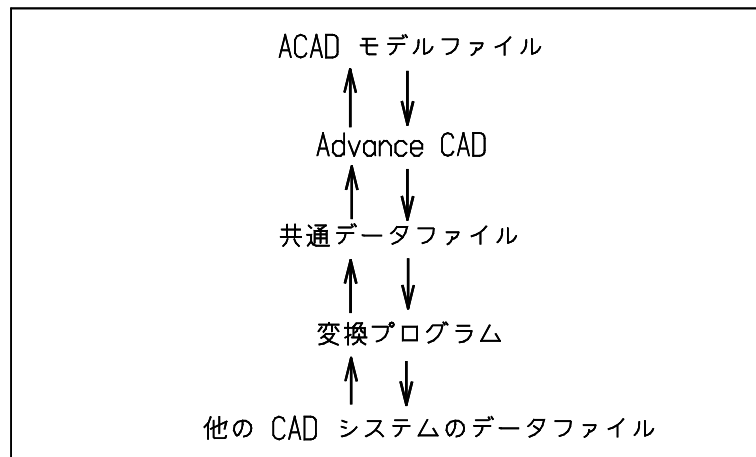 ACAD モデルファイル
Advance CAD
共通データファイル
変換プログラム
他の CAD システムのデータファイル